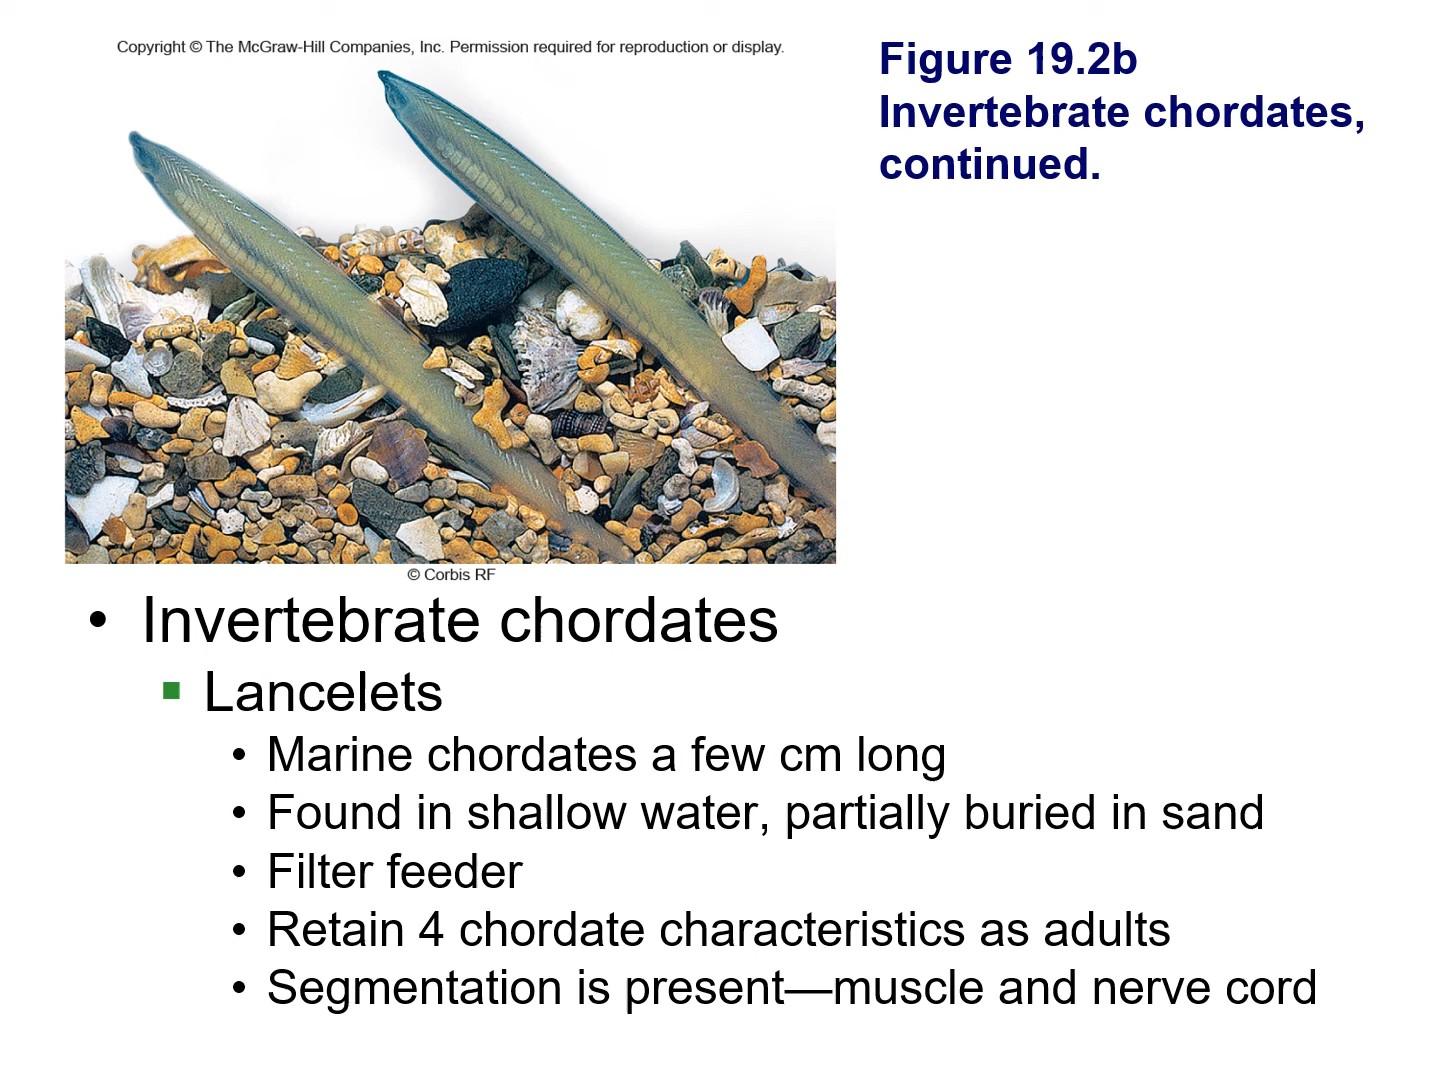 Copyright © The McGraw-Hill Companies, Inc. Permission required for reproduction or display.
Figure 19.2b
Invertebrate chordates,
continued.
© Corbis RF
• Invertebrate chordates
▪ Lancelets
• Marine chordates a few cm long
• Found in shallow water, partially buried in sand
• Filter feeder
• Retain 4 chordate characteristics as adults
• Segmentation is present—muscle and nerve cord